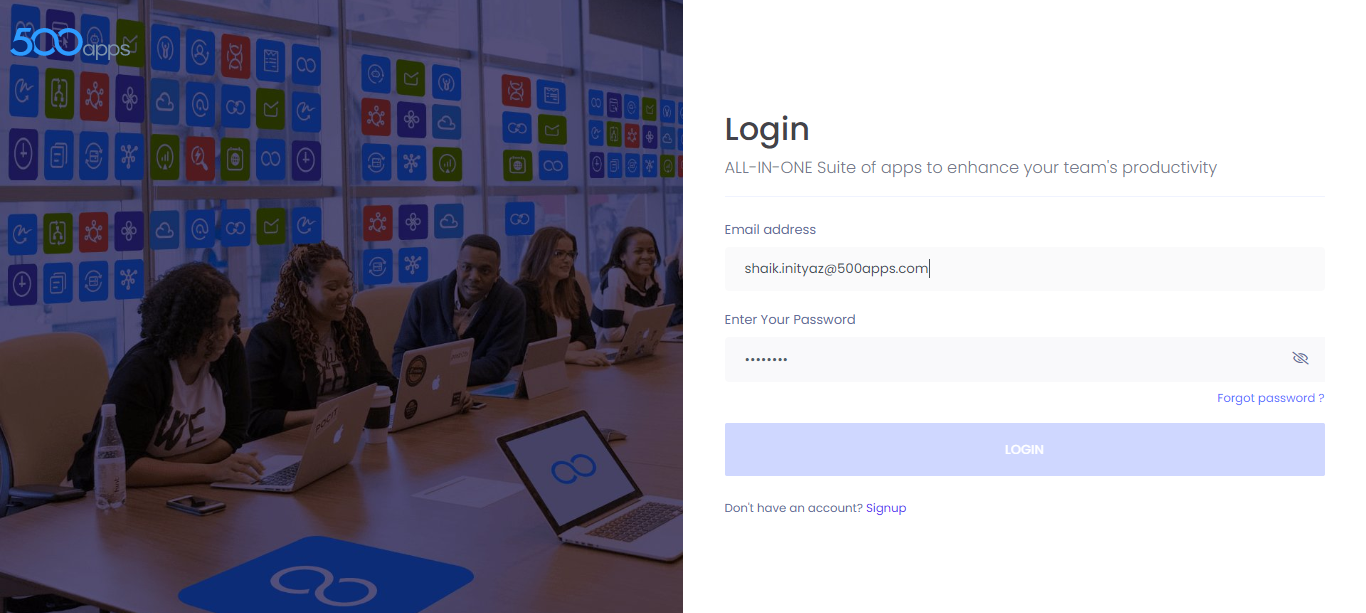 500apps
Login
ALL-IN-ONE Suite of apps to enhance your team's productivity
Email address
shaik.inityaz@500apps.com
Enter Your Password
••••••••
Forgot password ?
LOGIN
Don't have an account? Signup